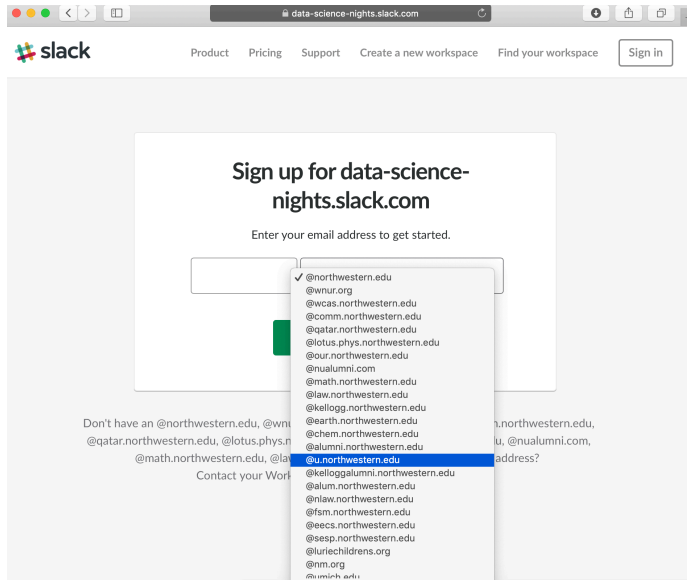 data-science-nights.slack.com
slack
Product Pricing Support Create a new workspace Find your workspace Sign in
Sign up for data-science-
nights.slack.com
Enter your email address to get started.
✓ @northwestern.edu
@wnur.org
@wcas.northwestern.edu
@comm.northwestern.edu
@qatar.northwestern.edu
@lotus.phys.northwestern.edu
@our.northwestern.edu
@nualumni.com
@math.northwestern.edu
@law.northwestern.edu
@kellogg.northwestern.edu
@earth.northwestern.edu
@chem.northwestern.edu
@alumni.northwestern.edu
@u.northwestern.edu
@kelloggalumni.northwestern.edu
@alum.northwestern.edu
@nlaw.northwestern.edu
@fsm.northwestern.edu
@eecs.northwestern.edu
@sesp.northwestern.edu
@luriechildrens.org
@nm.org
@umich.edu
Don't have an @northwestern.edu, @wnu n.northwestern.edu,
@qatar.northwestern.edu, @lotus.phys.n lu, @nualumni.com,
@math.northwestern.edu, @la address?
Contact your Work